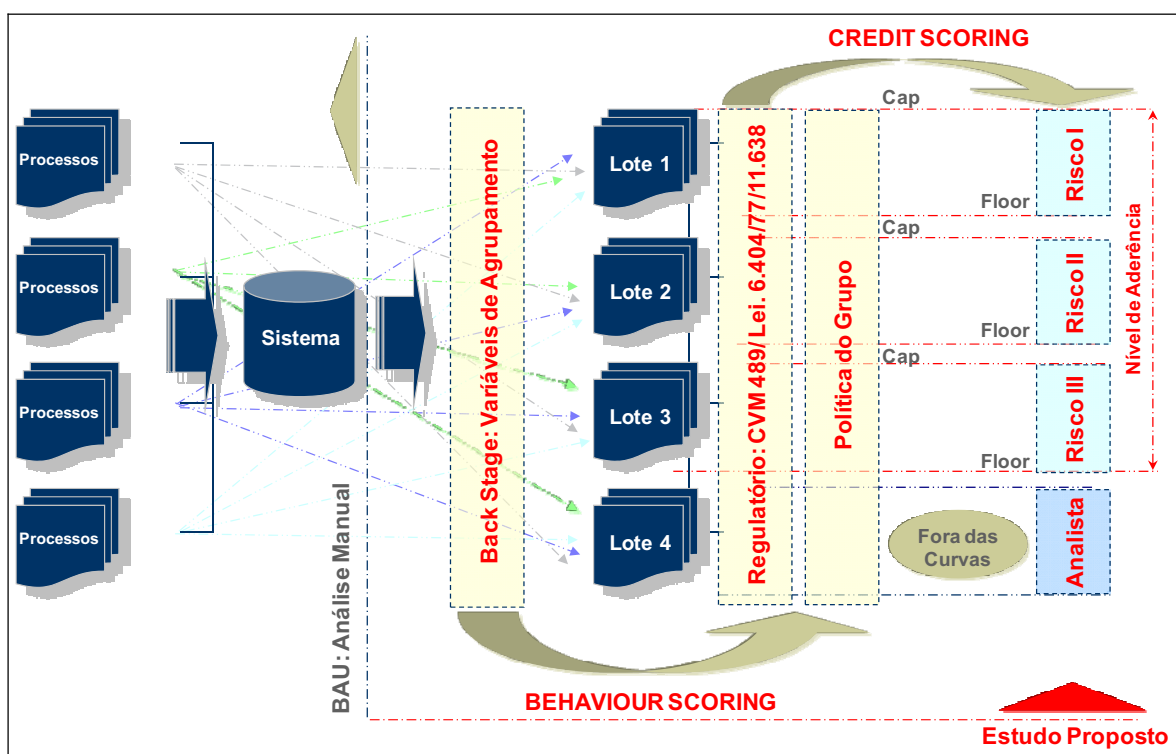 CREDIT SCORING
Processos
Processos
Processos
Processos
Sistema
BAU: Análise Manual
Back Stage: Varíáveis de Agrupamento
Lote 1
Lote 2
Lote 3
Lote 4
Regulatório: CVM 489/ Lei. 6.404/77/11.638
Política do Grupo
Cap
Floor
Cap
Floor
Cap
Floor
Fora das
Curvas
Risco I
Risco II
Risco III
Analista
Nível de Aderência
BEHAVIOUR SCORING
Estudo Proposto